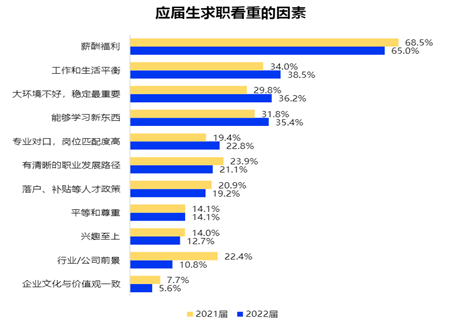 应届生求职看重的因素
薪酬福利 68.5%
65.0%
工作和生活平衡 34.0%
38.5%
大环境不好，稳定最重要 29.8%
36.2%
能够学习新东西 31.8%
35.4%
专业对口，岗位匹配度高 19.4%
22.8%
有清晰的职业发展路径 23.9%
21.1%
落户、补贴等人才政策 20.9%
19.2%
平等和尊重 14.1%
14.1%
兴趣至上 14.0%
12.7%
行业/公司前景 22.4%
10.8%
企业文化与价值观一致 7.7%
5.6%
2021届 2022届